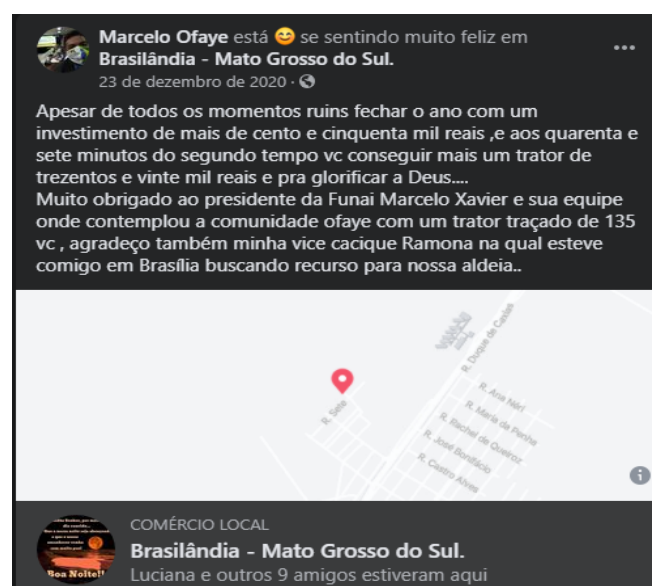 Marcelo Ofaye está 😊 se sentindo muito feliz em
Brasilândia - Mato Grosso do Sul.
23 de dezembro de 2020 ·
Apesar de todos os momentos ruins fechar o ano com um
investimento de mais de cento e cinquenta mil reais ,e aos quarenta e
sete minutos do segundo tempo vc conseguir mais um trator de
trezentos e vinte mil reais e pra glorificar a Deus....
Muito obrigado ao presidente da Funai Marcelo Xavier e sua equipe
onde contemplou a comunidade ofaye com um trator traçado de 135
vc , agradeço também minha vice cacique Ramona na qual esteve
comigo em Brasília buscando recurso para nossa aldeia..
R. Duque de Caxias
R. Sete
R. Ana Néri
R. Maria da Penha
R. Rachel de Queiroz
R. José Bonifácio
R. Castro Alves
COMÉRCIO LOCAL
Brasilândia - Mato Grosso do Sul.
Luciana e outros 9 amigos estiveram aqui
Boa Noite!!